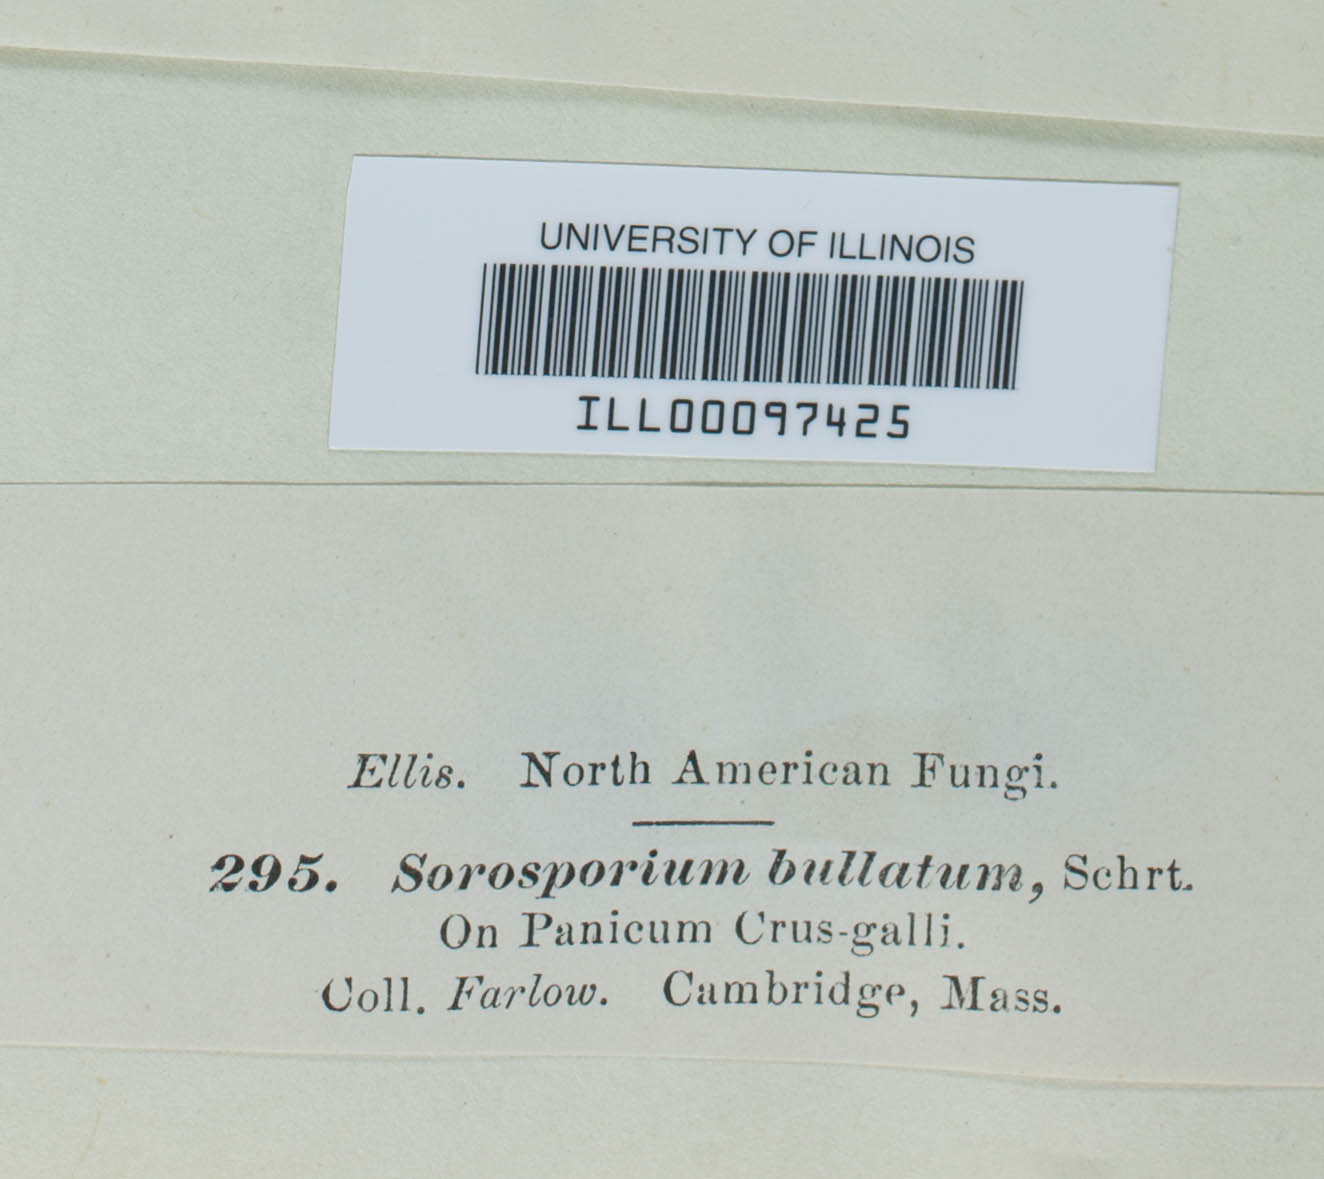 UNIVERSITY OF ILLINOIS
ILL00097425
Ellis. North American Fungi.
295. Sorosporium bullatum, Schrt.
On Panicum Crus-galli.
Coll. Farlow. Cambridge, Mass.